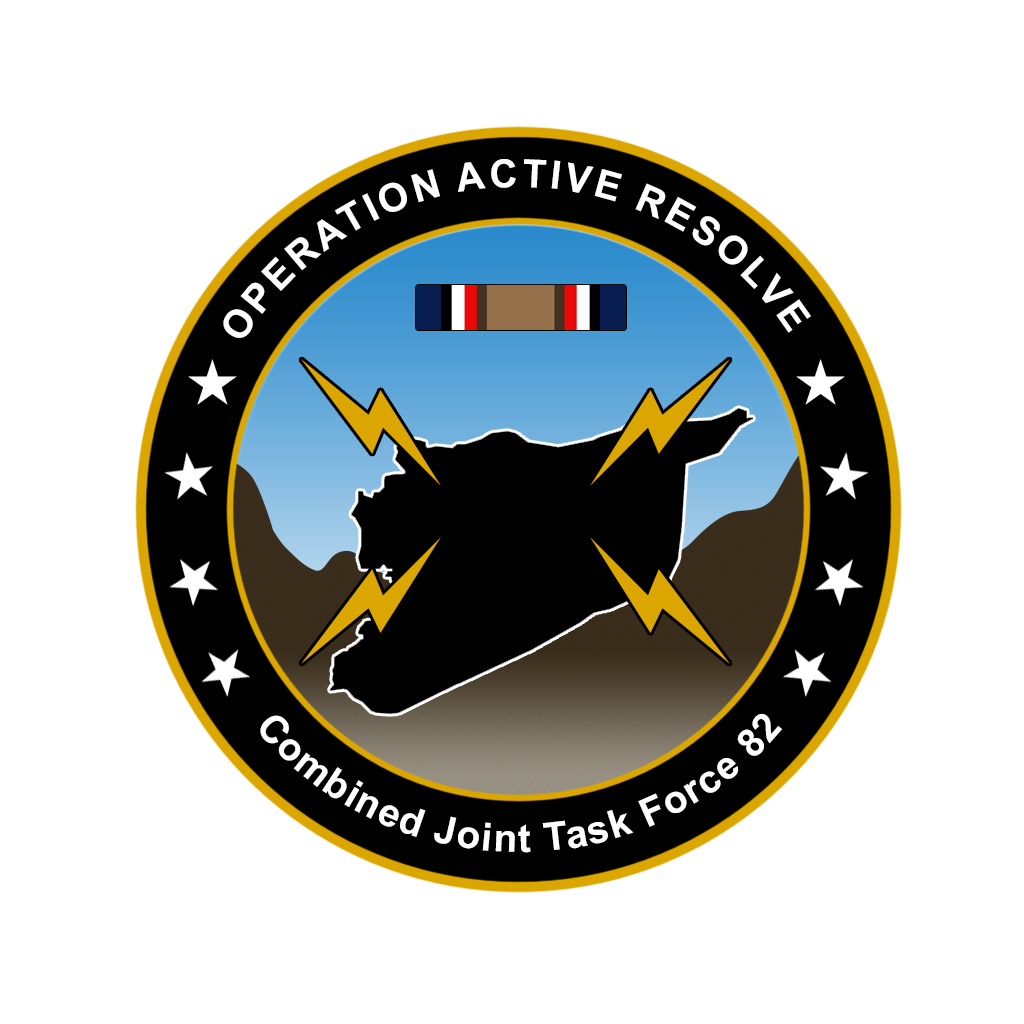 OPERATION ACTIVE RESOLVE
Combined Joint Task Force 82